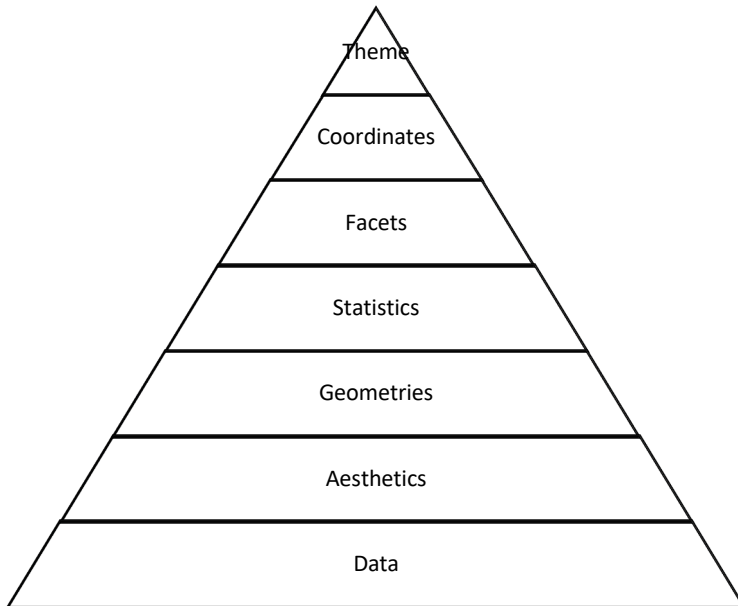 Theme
Coordinates
Facets
Statistics
Geometries
Aesthetics
Data